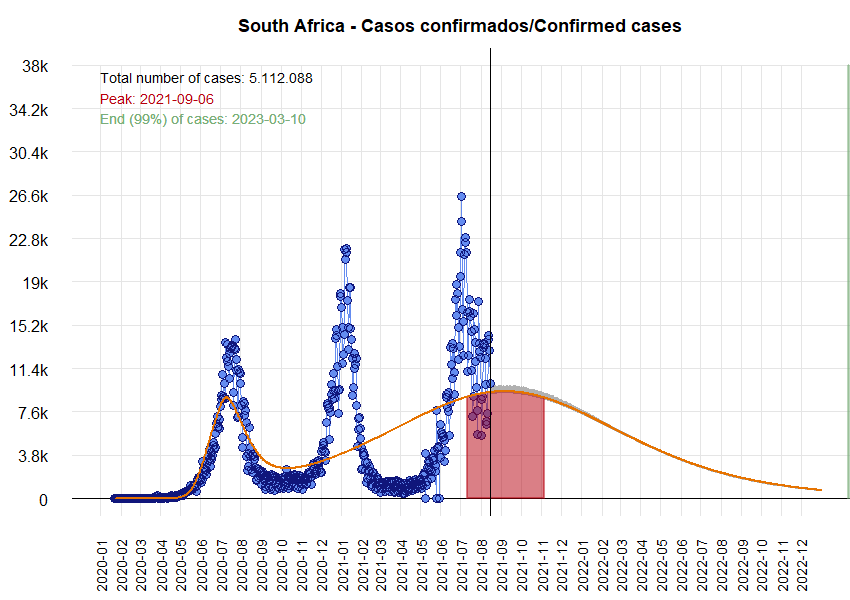 South Africa - Casos confirmados/Confirmed cases
38k
Total number of cases: 5.112.088
Peak: 2021-09-06
End (99%) of cases: 2023-03-10
34.2k
30.4k
26.6k
22.8k
19k
15.2k
11.4k
7.6k
3.8k
0
2020-01
2020-02
2020-03
2020-04
2020-05
2020-06
2020-07
2020-08
2020-09
2020-10
2020-11
2020-12
2021-01
2021-02
2021-03
2021-04
2021-05
2021-06
2021-07
2021-08
2021-09
2021-10
2021-11
2021-12
2022-01
2022-02
2022-03
2022-04
2022-05
2022-06
2022-07
2022-08
2022-09
2022-10
2022-11
2022-12